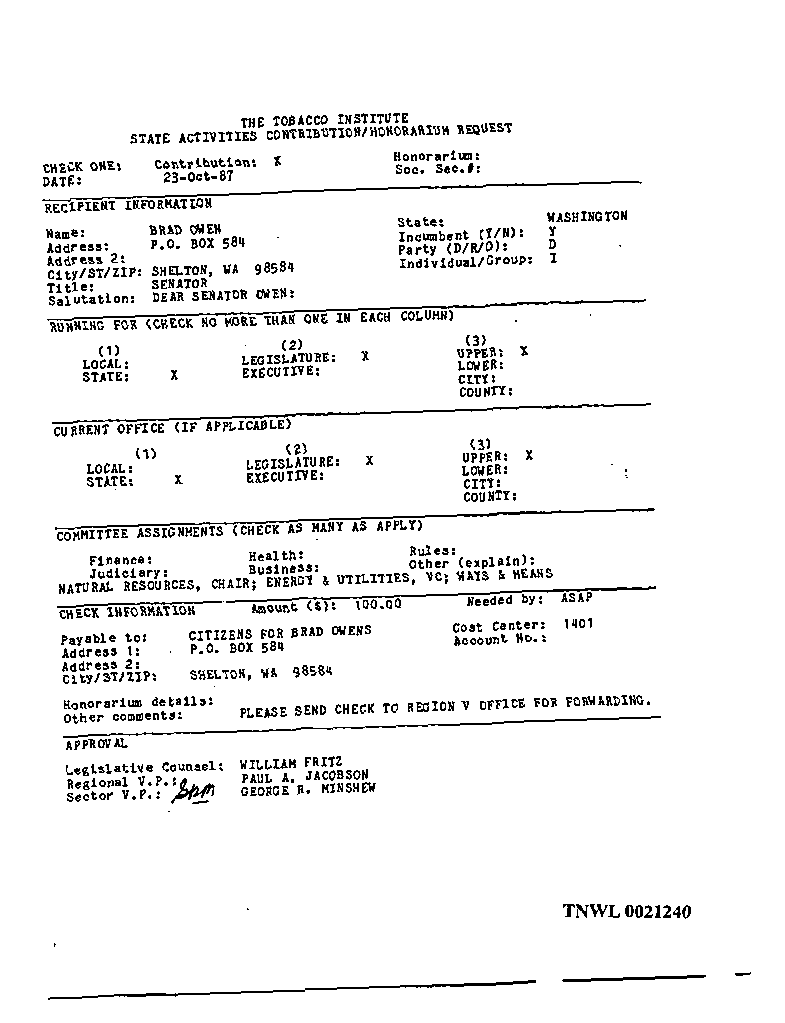 THE TOBACCO INSTITUTE
STATE ACTIVITIES CONTRIBUTION/HONORARIUM REQUEST
CHECK ONE: Contribution: X Honorarium:
DATE: 23-Oct-87 Soc. Sec.#:
RECIPIENT INFORMATION
Name: BRAD OWEN State: WASHINGTON
Address: P.O. BOX 584 Incumbent (Y/N): Y
Address 2: Party (D/R/O): D
City/ST/ZIP: SHELTON, WA 98584 Individual/Group: I
Title: SENATOR
Salutation: DEAR SENATOR OWEN:
RUNNING FOR (CHECK NO MORE THAN ONE IN EACH COLUMN)
(1) (2) (3)
LOCAL: LEGISLATURE: X UPPER: X
STATE: X EXECUTIVE: LOWER:
CITY:
COUNTY:
CURRENT OFFICE (IF APPLICABLE)
(1) (2) (3)
LOCAL: LEGISLATURE: X UPPER: X
STATE: X EXECUTIVE: LOWER:
CITY:
COUNTY:
COMMITTEE ASSIGNMENTS (CHECK AS MANY AS APPLY)
Finance: Health: Rules:
Judiciary: Business: Other (explain):
NATURAL RESOURCES, CHAIR; ENERGY & UTILITIES, VC; WAYS & MEANS
CHECK INFORMATION Amount ($): 100.00 Needed by: ASAP
Payable to: CITIZENS FOR BRAD OWENS Cost Center: 1401
Address 1: P.O. BOX 584 Account No.:
Address 2:
City/ST/ZIP: SHELTON, WA 98584
Honorarium details:
Other comments: PLEASE SEND CHECK TO REGION V OFFICE FOR FORWARDING.
APPROVAL
Legislative Counsel: WILLIAM FRITZ
Regional V.P.: PAUL A. JACOBSON
Sector V.P.: GEORGE R. MINSHEW
TNWL 0021240